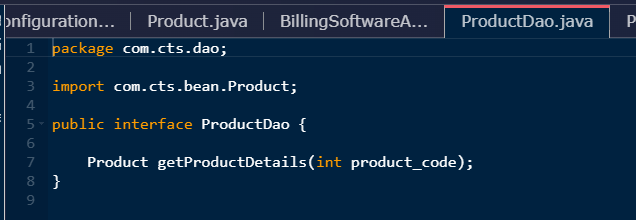 onfiguration...
Product.java
BillingSoftwareA...
ProductDao.java
P
1 package com.cts.dao;
2
3 import com.cts.bean.Product;
4
5 public interface ProductDao {
6
7 Product getProductDetails(int product_code);
8 }
9